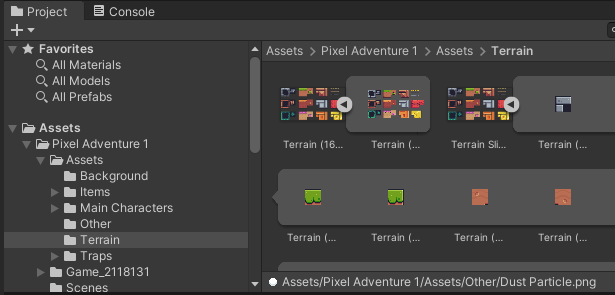 Project Console
Favorites
All Materials
All Models
All Prefabs
Assets
Pixel Adventure 1
Assets
Background
Items
Main Characters
Other
Terrain
Traps
Game_2118131
Scenes
Assets > Pixel Adventure 1 > Assets > Terrain
Terrain (16... Terrain (... Terrain Sli... Terrain (...
Terrain (... Terrain (... Terrain (... Terrain (...
Assets/Pixel Adventure 1/Assets/Other/Dust Particle.png